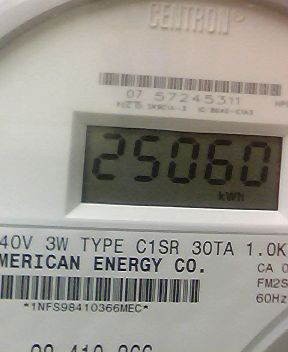 CENTRON®
07 57245311
25060
kWh
40V 3W TYPE C1SR 30TA 1.0K
MERICAN ENERGY CO.
CA 0
FM2S
60Hz
*1NFS98410366MEC*